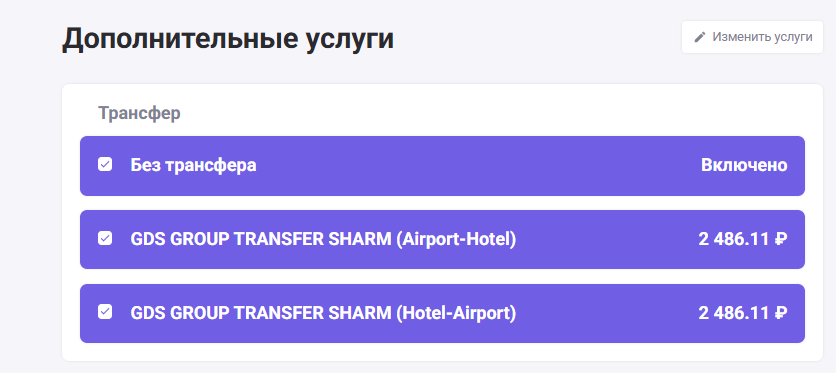 Дополнительные услуги
Изменить услуги
Трансфер
Без трансфера Включено
GDS GROUP TRANSFER SHARM (Airport-Hotel) 2 486.11 ₽
GDS GROUP TRANSFER SHARM (Hotel-Airport) 2 486.11 ₽